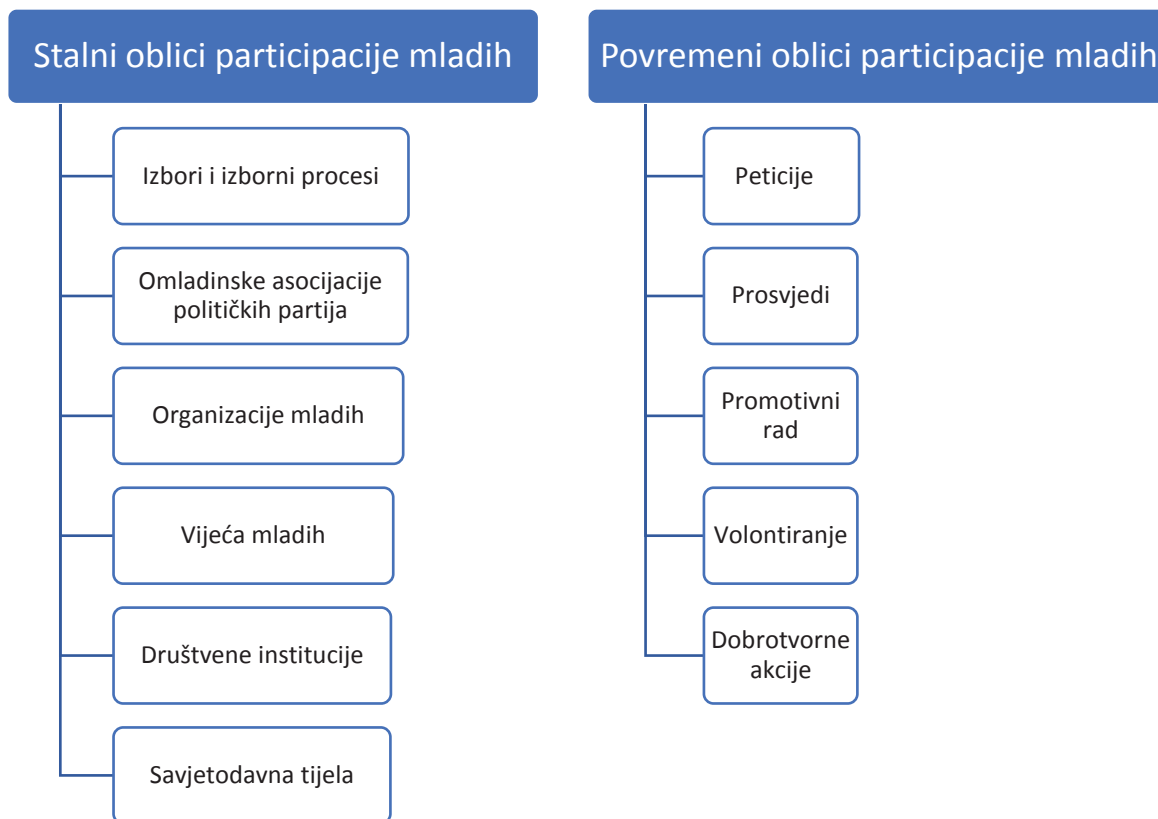 Stalni oblici participacije mladih
Izbori i izborni procesi
Omladinske asocijacije
političkih partija
Organizacije mladih
Vijeća mladih
Društvene institucije
Savjetodavna tijela
Povremeni oblici participacije mladih
Peticije
Prosvjedi
Promotivni
rad
Volontiranje
Dobrotvorne
akcije